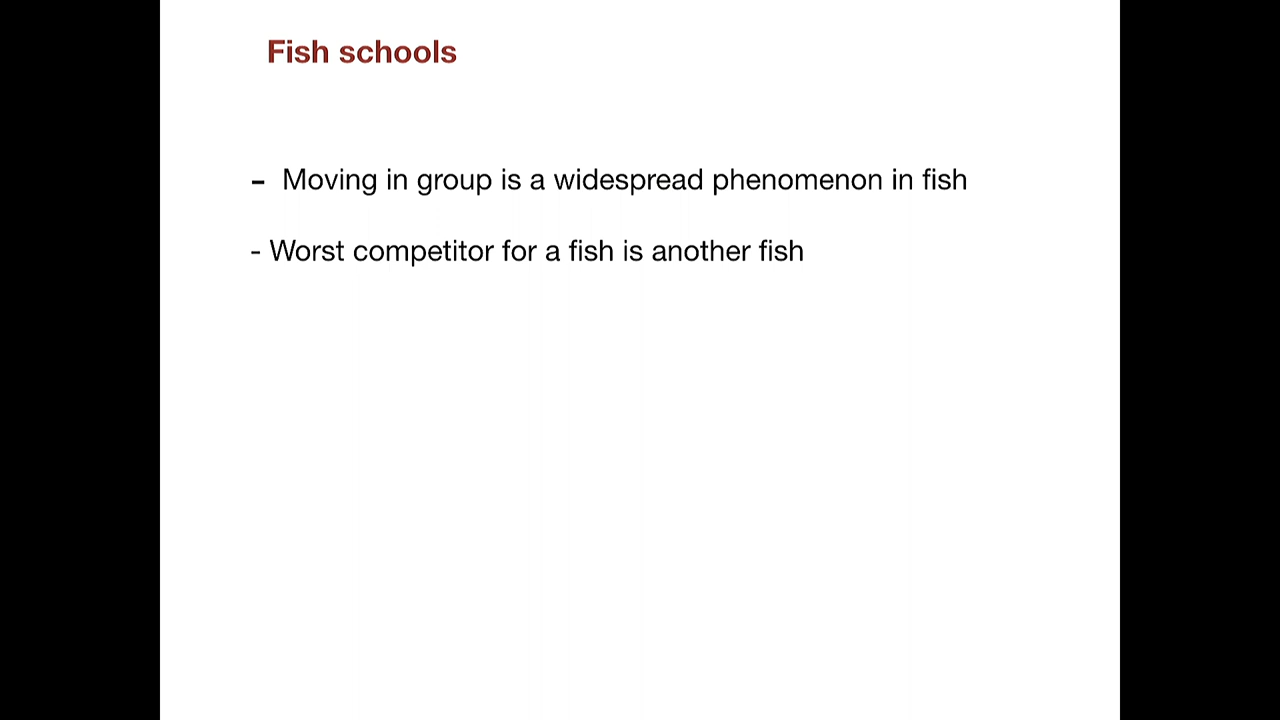 Fish schools
– Moving in group is a widespread phenomenon in fish
- Worst competitor for a fish is another fish